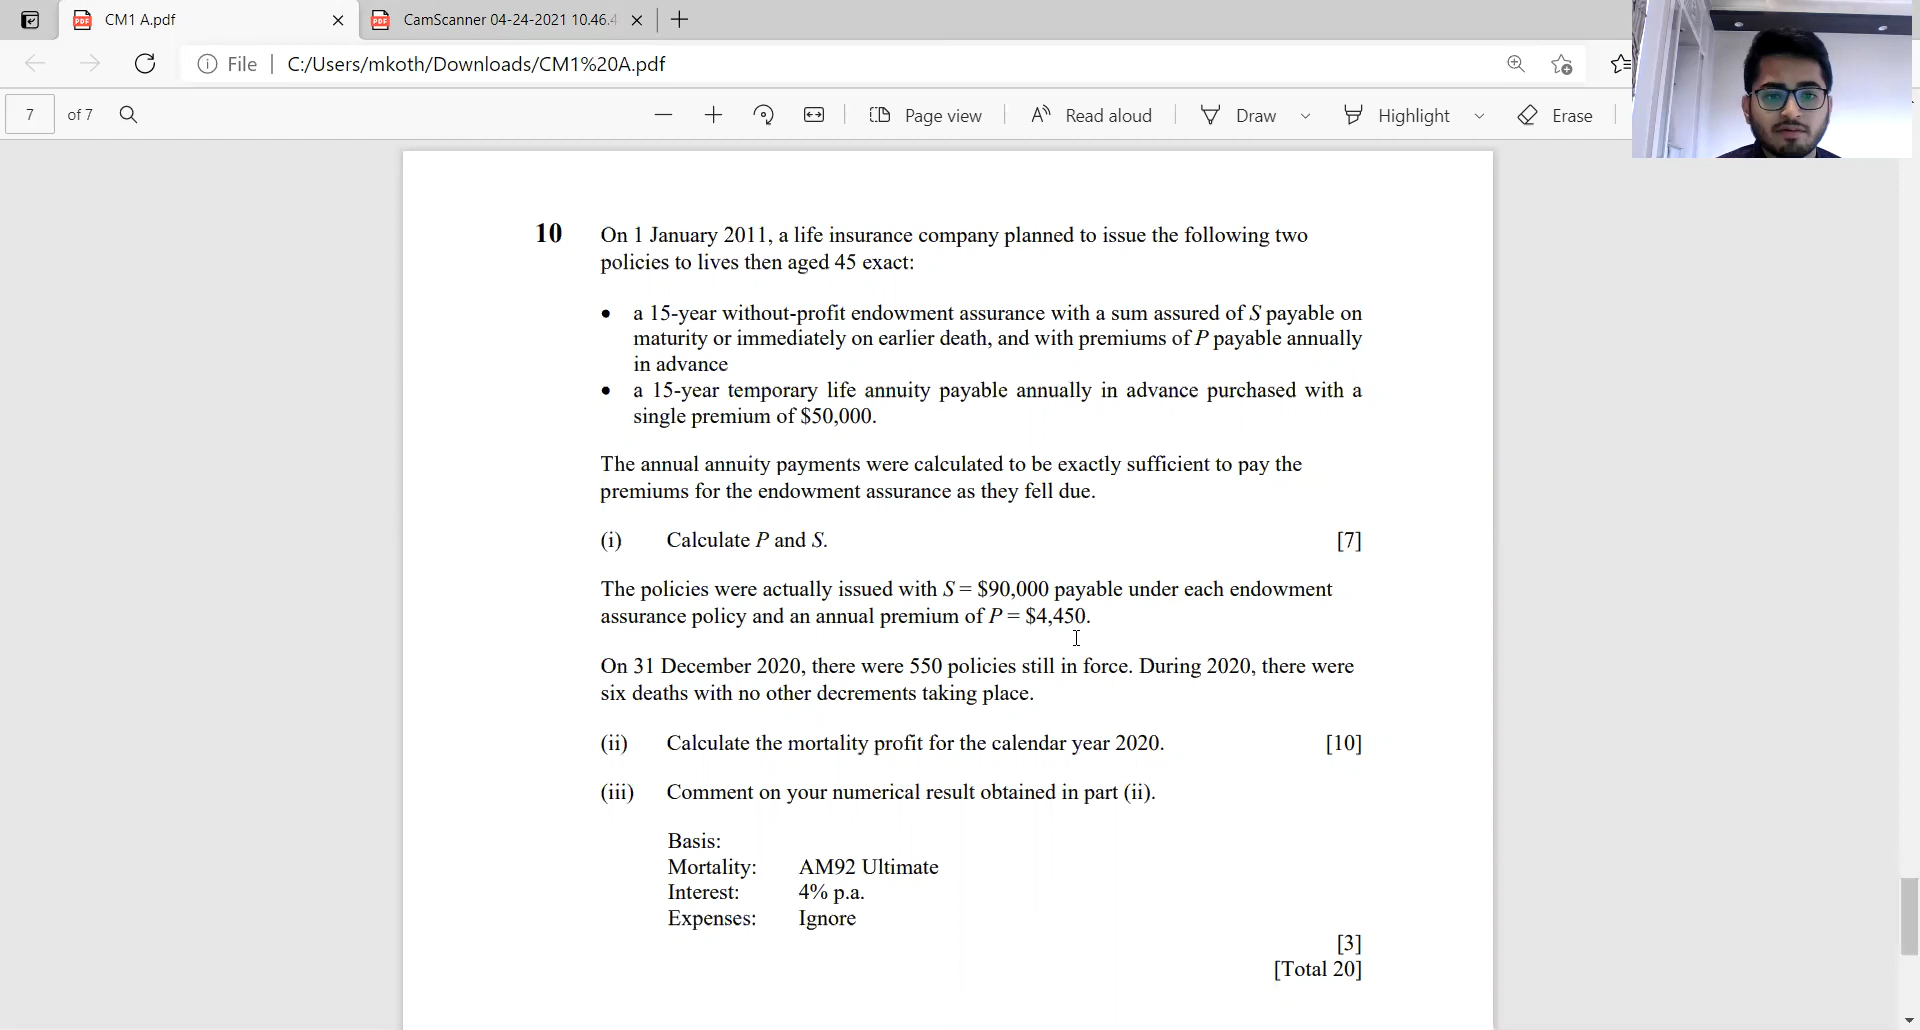 CM1 A.pdf
CamScanner 04-24-2021 10.46.4
File
C:/Users/mkoth/Downloads/CM1%20A.pdf
7 of 7
Page view
Read aloud
Draw
Highlight
Erase
10 On 1 January 2011, a life insurance company planned to issue the following two
policies to lives then aged 45 exact:
• a 15-year without-profit endowment assurance with a sum assured of S payable on
maturity or immediately on earlier death, and with premiums of P payable annually
in advance
• a 15-year temporary life annuity payable annually in advance purchased with a
single premium of $50,000.
The annual annuity payments were calculated to be exactly sufficient to pay the
premiums for the endowment assurance as they fell due.
(i) Calculate P and S. [7]
The policies were actually issued with S = $90,000 payable under each endowment
assurance policy and an annual premium of P = $4,450.
On 31 December 2020, there were 550 policies still in force. During 2020, there were
six deaths with no other decrements taking place.
(ii) Calculate the mortality profit for the calendar year 2020. [10]
(iii) Comment on your numerical result obtained in part (ii).
Basis:
Mortality: AM92 Ultimate
Interest: 4% p.a.
Expenses: Ignore
[3]
[Total 20]